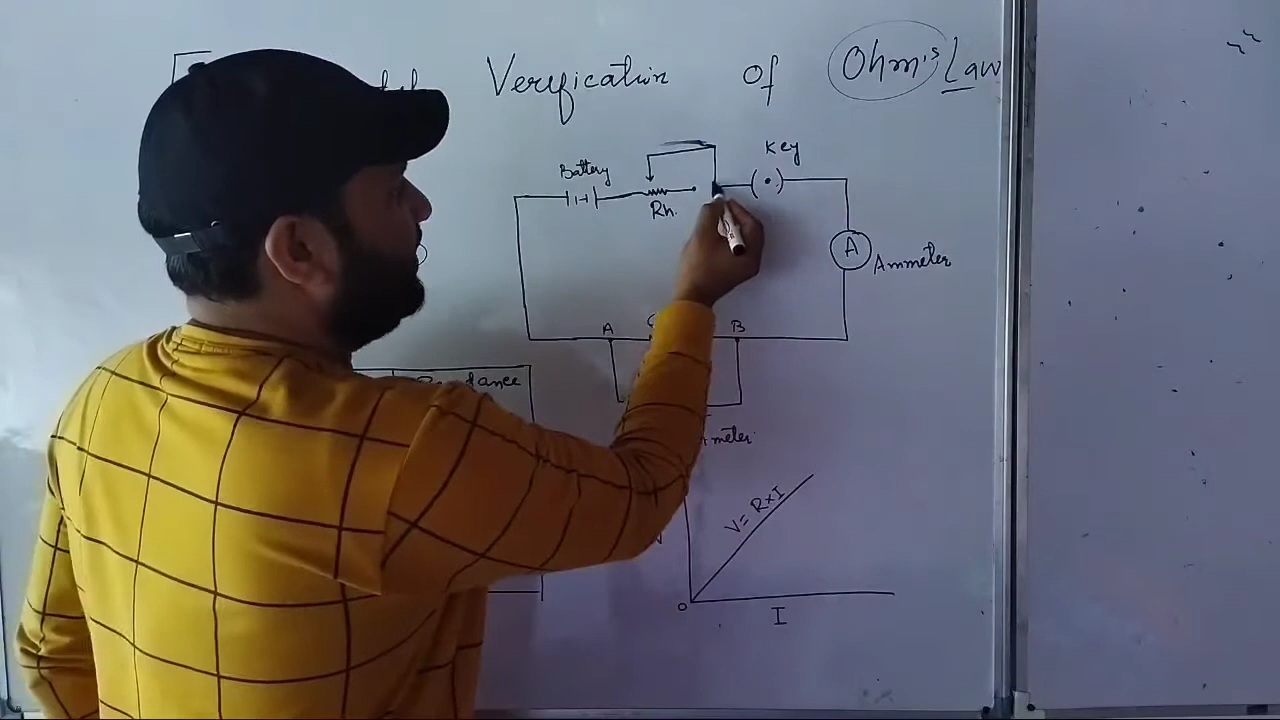 Verification of Ohm's Law
Key
Battery
Rh.
A
Ammeter
A B
V = R×I
O
I